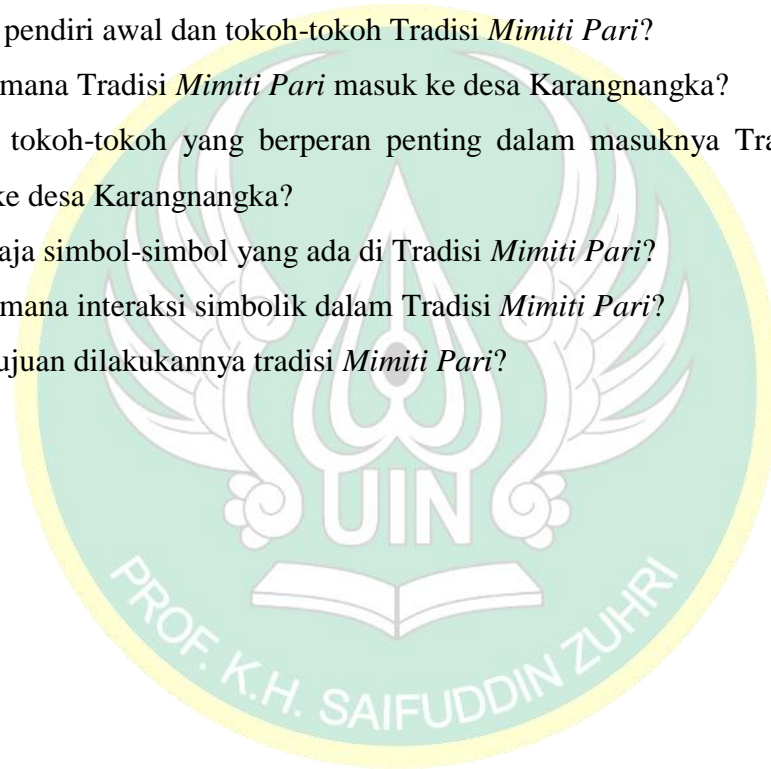 pendiri awal dan tokoh-tokoh Tradisi Mimiti Pari?
mana Tradisi Mimiti Pari masuk ke desa Karangnangka?
tokoh-tokoh yang berperan penting dalam masuknya Tra
ke desa Karangnangka?
aja simbol-simbol yang ada di Tradisi Mimiti Pari?
mana interaksi simbolik dalam Tradisi Mimiti Pari?
ujuan dilakukannya tradisi Mimiti Pari?
UIN
PROF. K.H. SAIFUDDIN ZUHRI